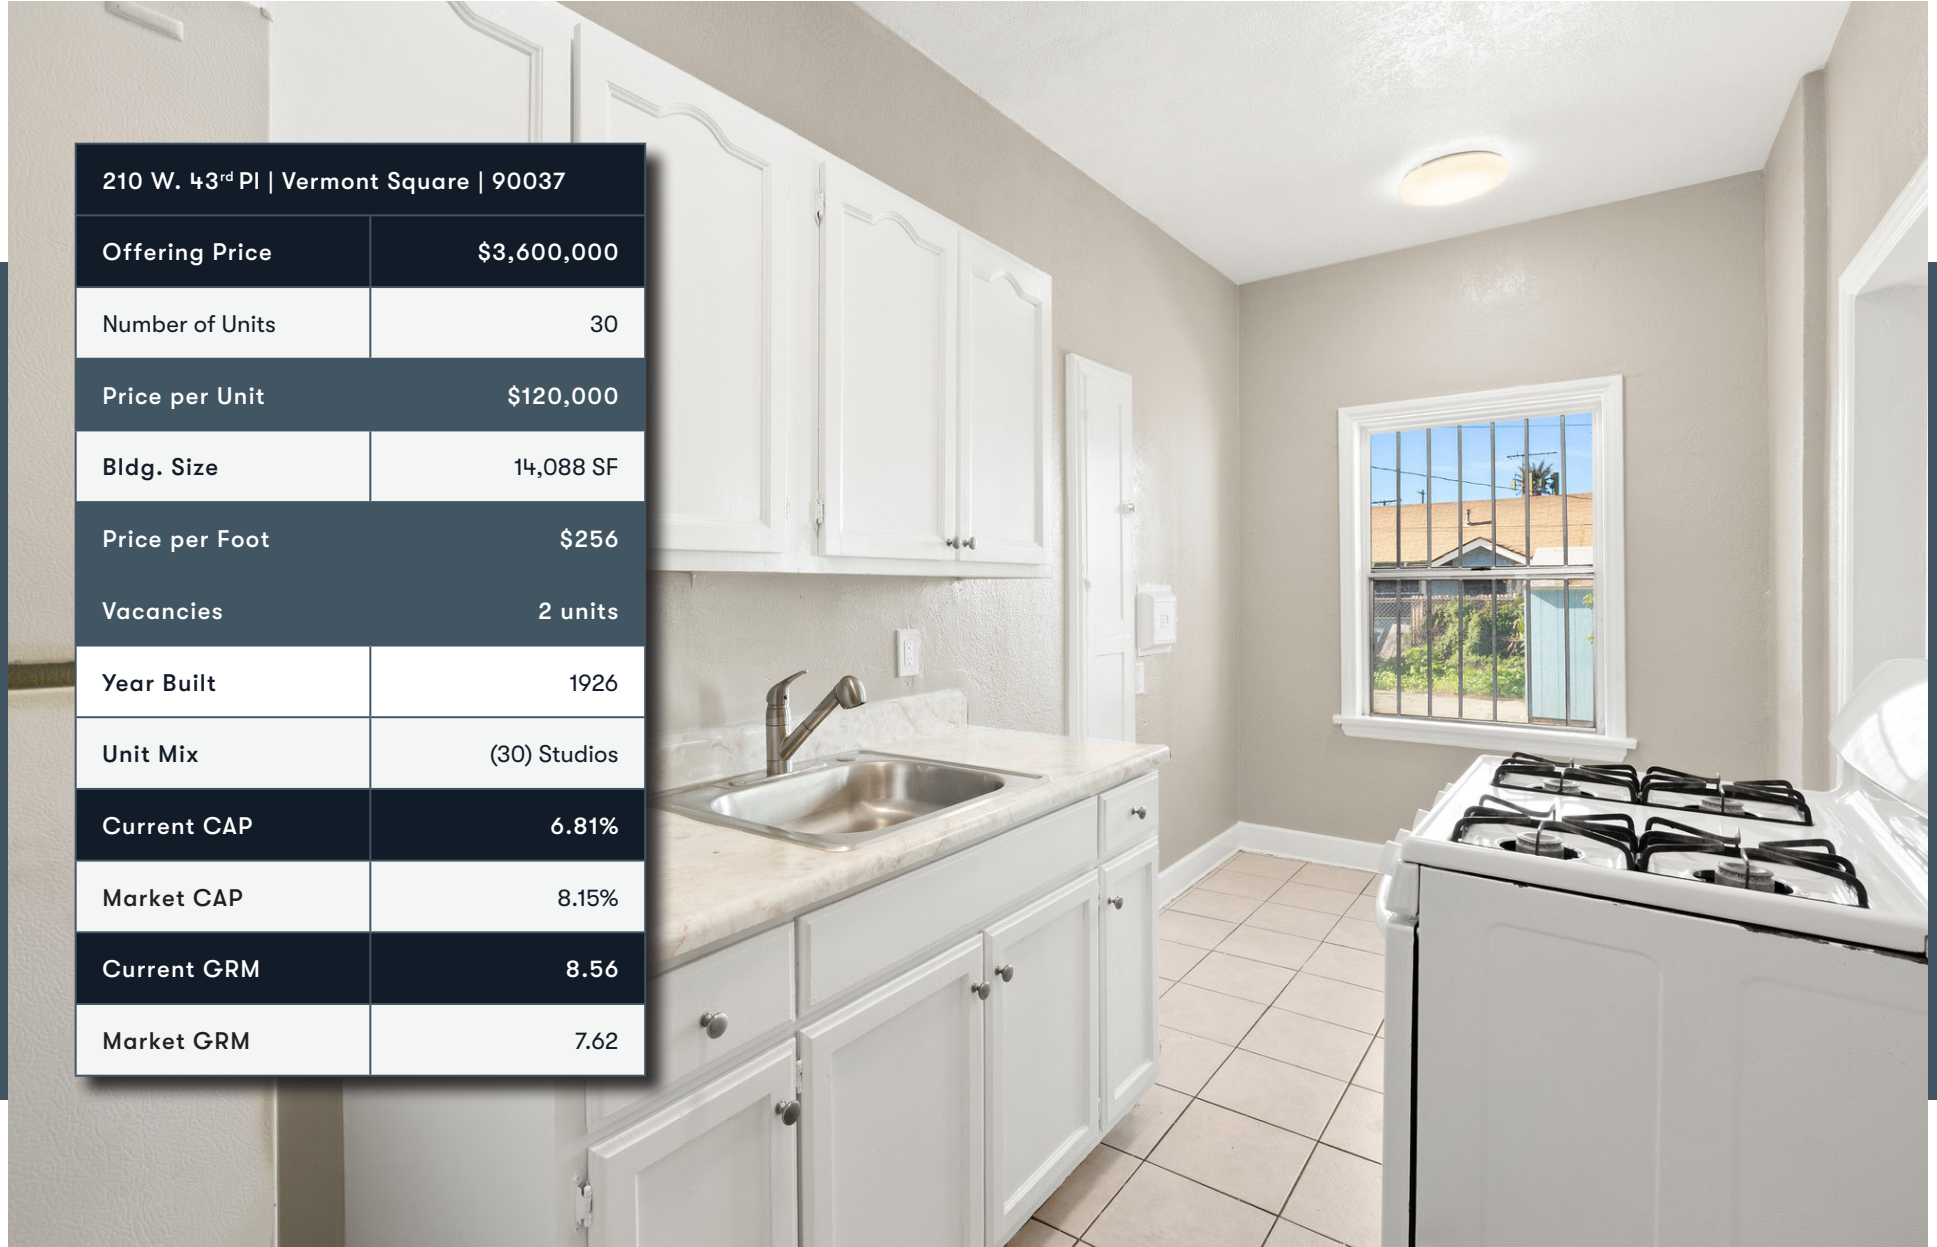 210 W. 43rd Pl | Vermont Square | 90037
Offering Price $3,600,000
Number of Units 30
Price per Unit $120,000
Bldg. Size 14,088 SF
Price per Foot $256
Vacancies 2 units
Year Built 1926
Unit Mix (30) Studios
Current CAP 6.81%
Market CAP 8.15%
Current GRM 8.56
Market GRM 7.62